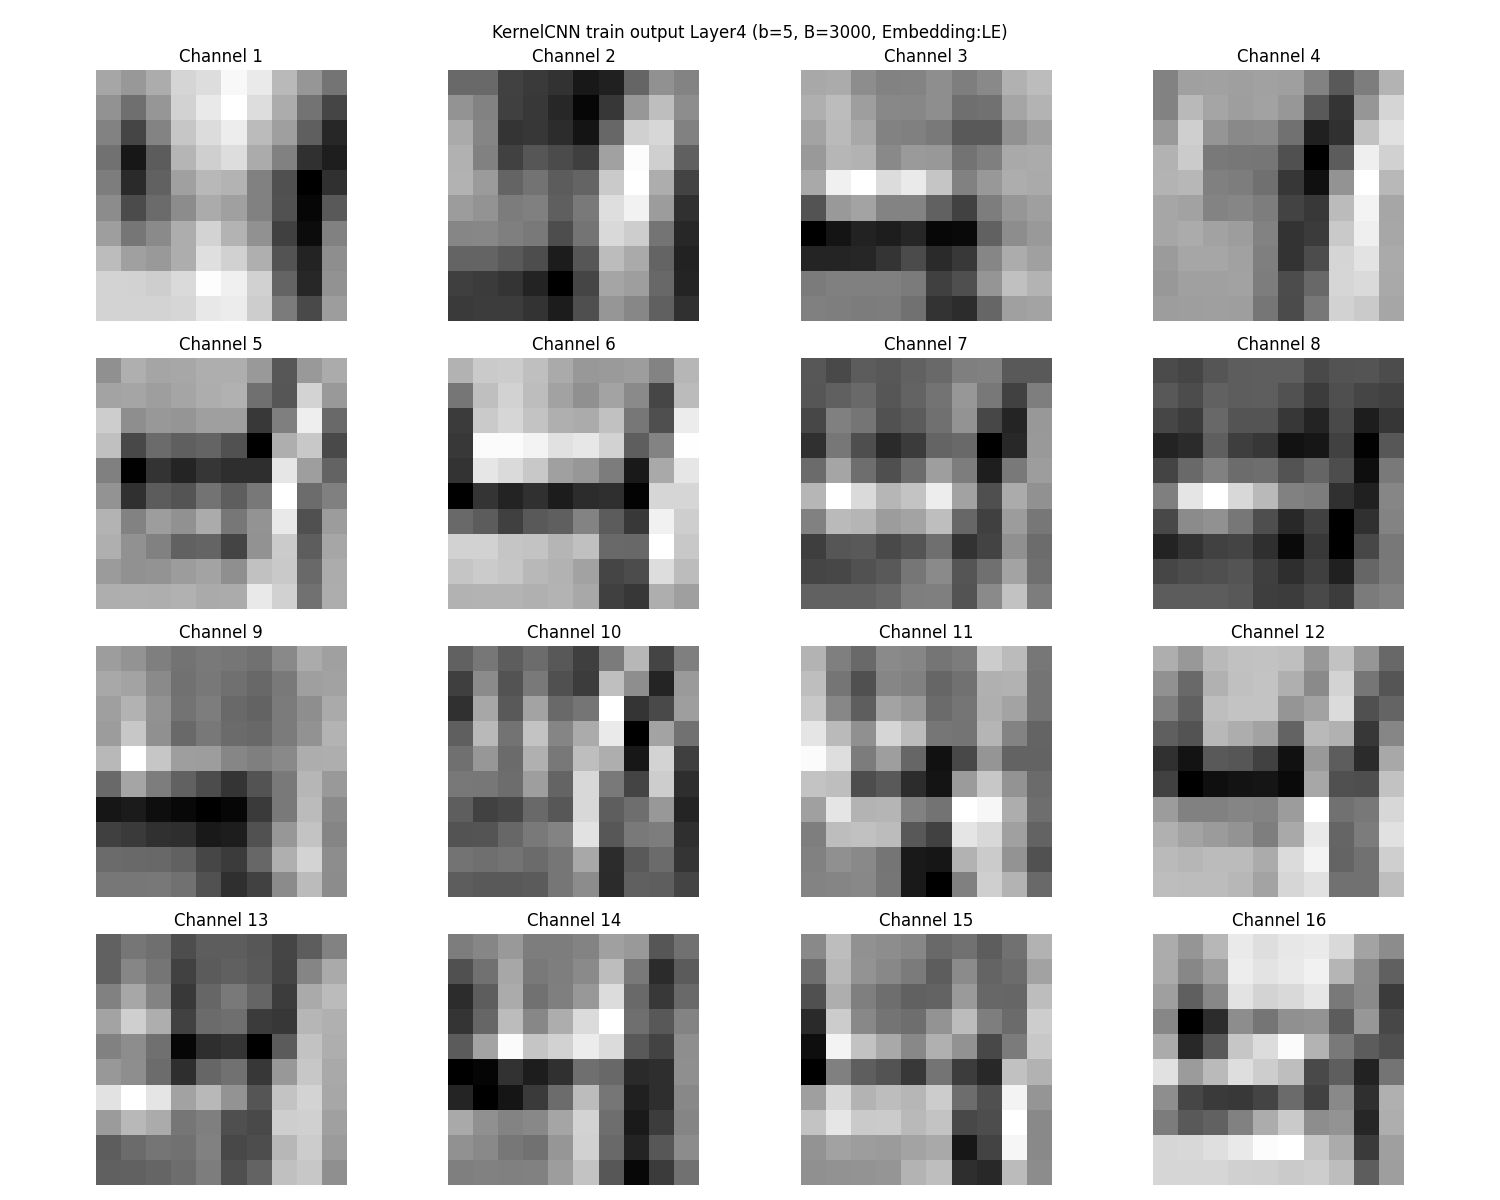 KernelCNN train output Layer4 (b=5, B=3000, Embedding:LE)
Channel 1 Channel 2 Channel 3 Channel 4
Channel 5 Channel 6 Channel 7 Channel 8
Channel 9 Channel 10 Channel 11 Channel 12
Channel 13 Channel 14 Channel 15 Channel 16